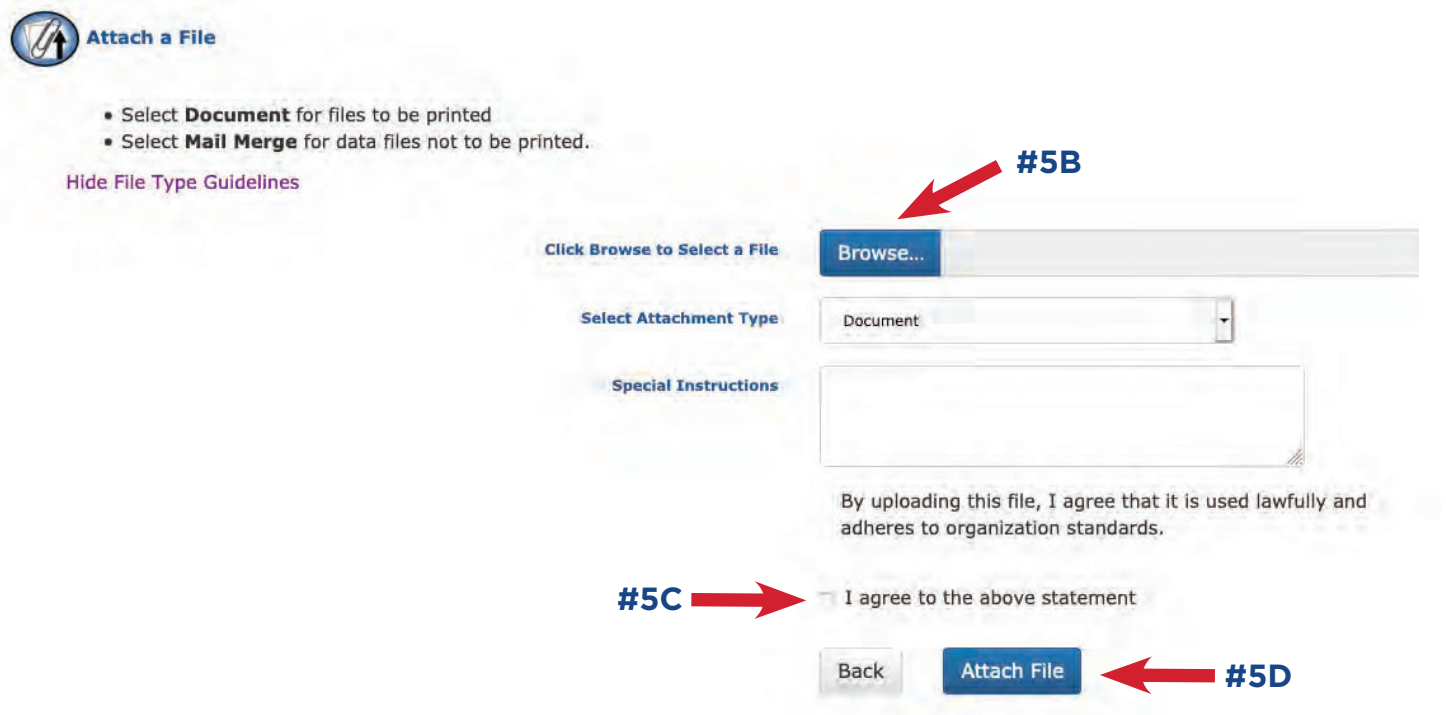 Attach a File
• Select Document for files to be printed
• Select Mail Merge for data files not to be printed.
#5B
Hide File Type Guidelines
Click Browse to Select a File
Browse...
Select Attachment Type
Document
Special Instructions
By uploading this file, I agree that it is used lawfully and
adheres to organization standards.
#5C
I agree to the above statement
Back
Attach File
#5D